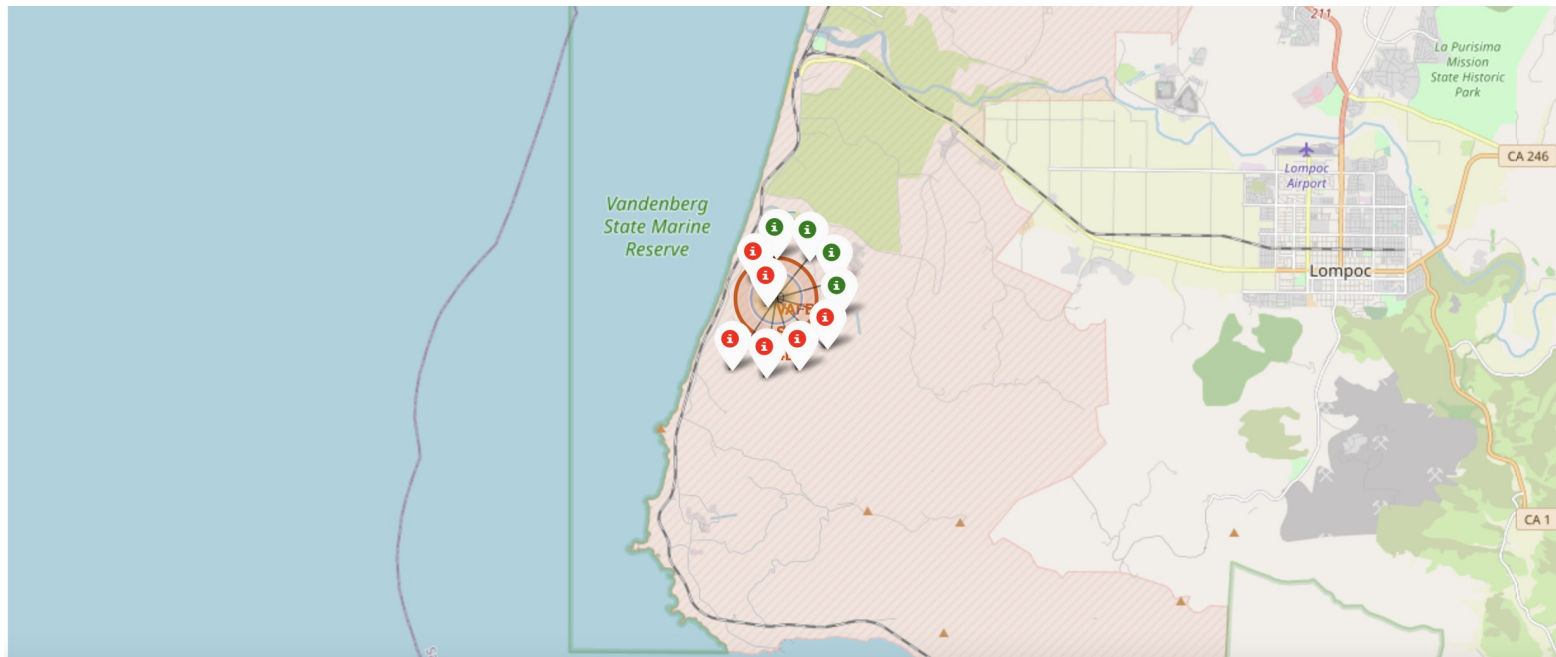 211
La Purisima
Mission
State Historic
Park
CA 246
Lompoc
Airport
Vandenberg
State Marine
Reserve
Lompoc
CA 1